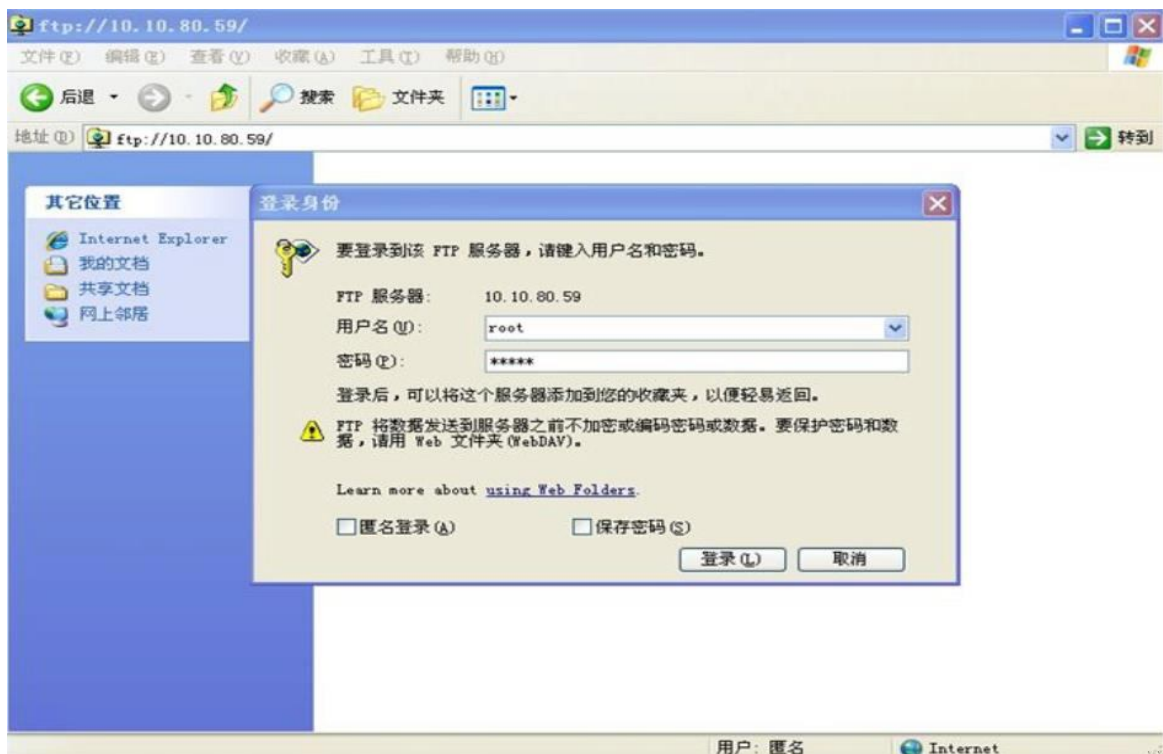 ftp://10.10.80.59/
文件(F) 编辑(E) 查看(V) 收藏(A) 工具(T) 帮助(H)
后退 搜索 文件夹
地址(D) ftp://10.10.80.59/ 转到
其它位置
Internet Explorer
我的文档
共享文档
网上邻居
登录身份
要登录到该 FTP 服务器，请键入用户名和密码。
FTP 服务器: 10.10.80.59
用户名(U): root
密码(P): *****
登录后，可以将这个服务器添加到您的收藏夹，以便轻易返回。
FTP 将数据发送到服务器之前不加密或编码密码或数据。要保护密码和数
据，请用 Web 文件夹(WebDAV)。
Learn more about using Web Folders.
匿名登录(A) 保存密码(S)
登录(L) 取消
用户: 匿名 Internet